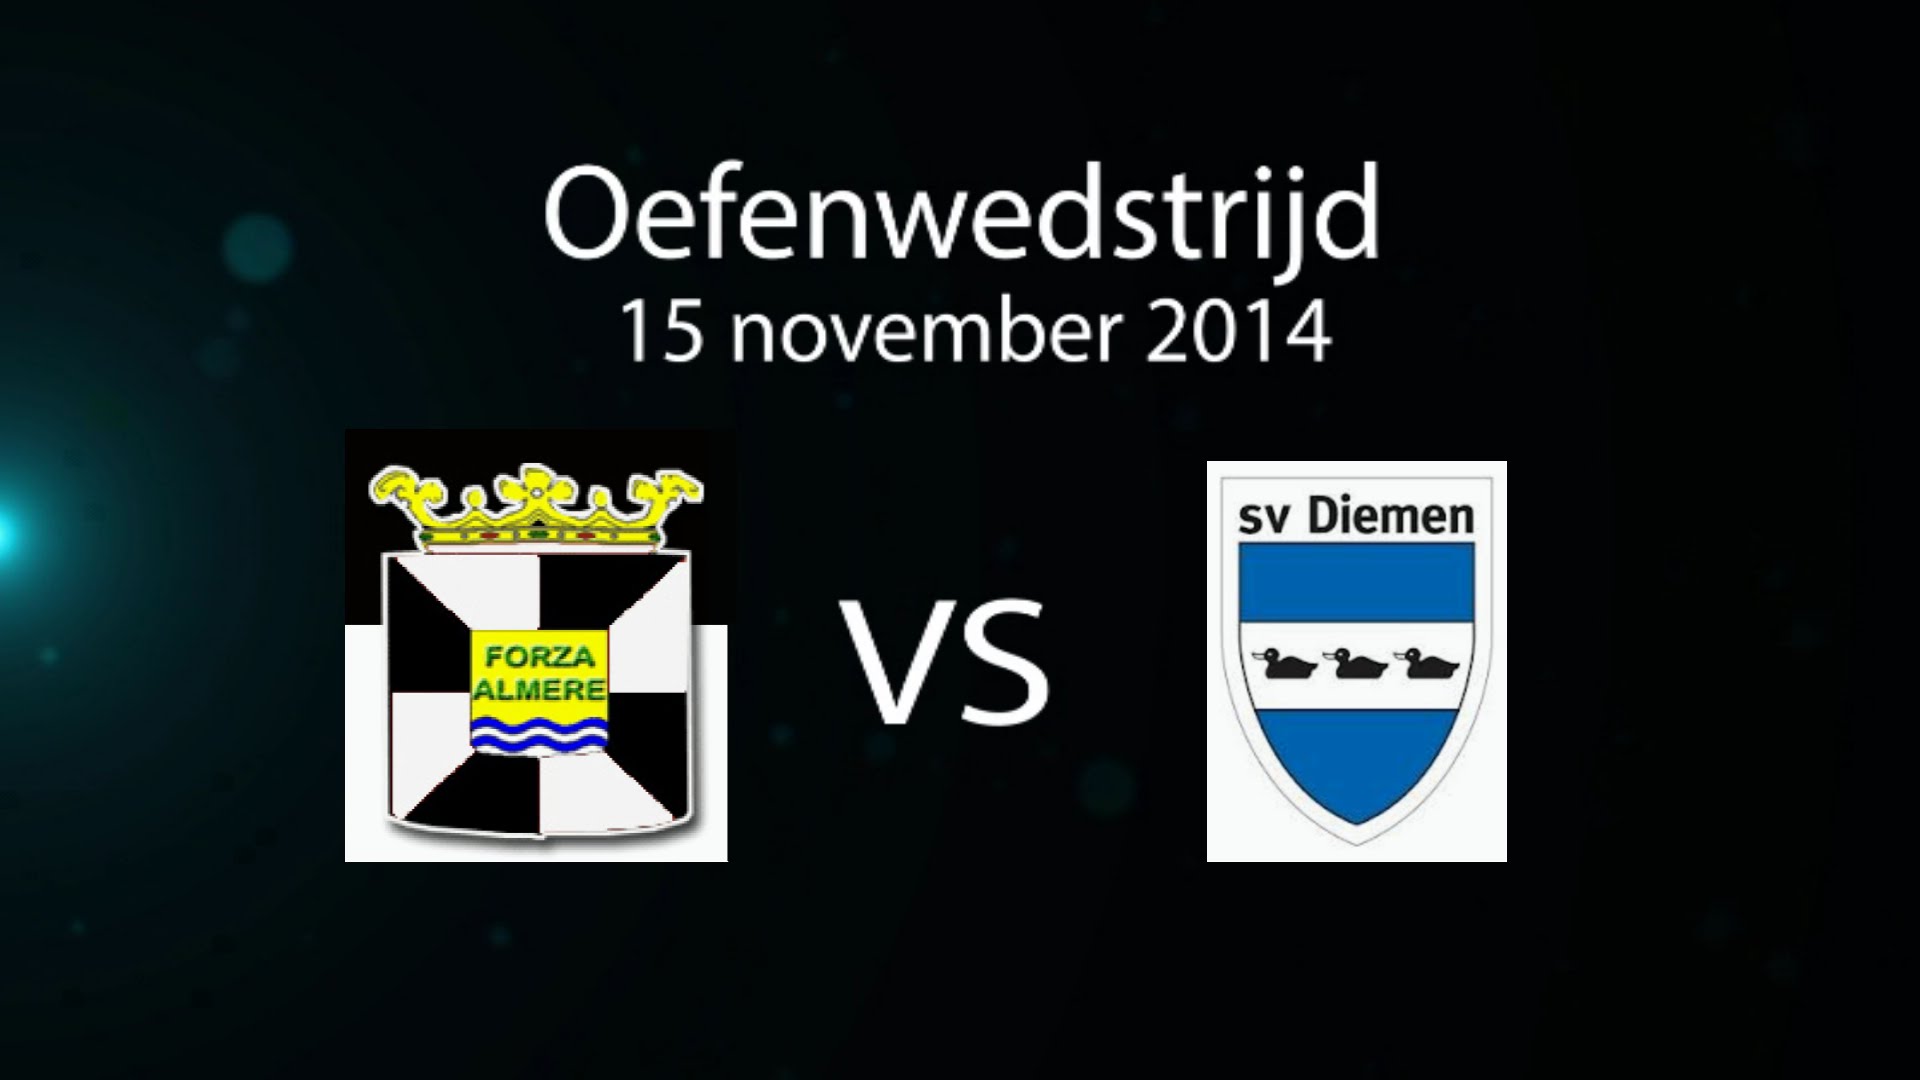 Oefenwedstrijd
15 november 2014
FORZA
ALMERE
VS
sv Diemen